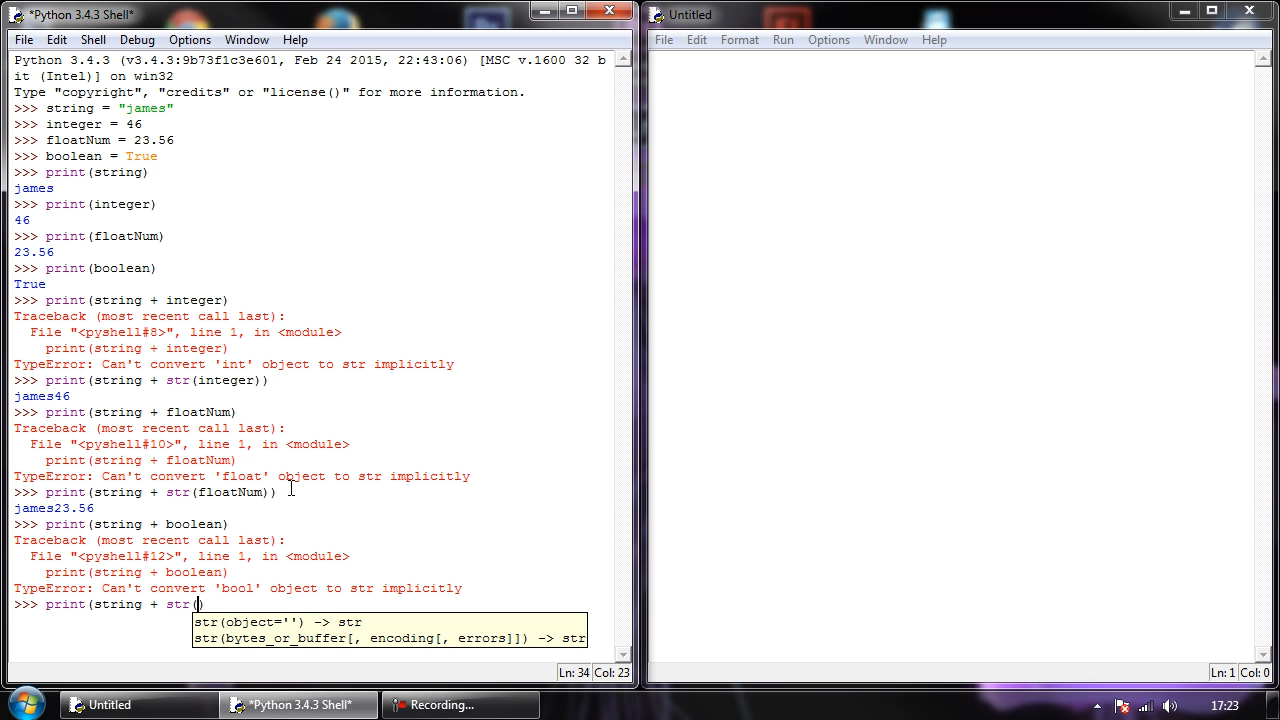 *Python 3.4.3 Shell*
File Edit Shell Debug Options Window Help
Python 3.4.3 (v3.4.3:9b73f1c3e601, Feb 24 2015, 22:43:06) [MSC v.1600 32 b
it (Intel)] on win32
Type "copyright", "credits" or "license()" for more information.
>>> string = "james"
>>> integer = 46
>>> floatNum = 23.56
>>> boolean = True
>>> print(string)
james
>>> print(integer)
46
>>> print(floatNum)
23.56
>>> print(boolean)
True
>>> print(string + integer)
Traceback (most recent call last):
  File "<pyshell#8>", line 1, in <module>
    print(string + integer)
TypeError: Can't convert 'int' object to str implicitly
>>> print(string + str(integer))
james46
>>> print(string + floatNum)
Traceback (most recent call last):
  File "<pyshell#10>", line 1, in <module>
    print(string + floatNum)
TypeError: Can't convert 'float' object to str implicitly
>>> print(string + str(floatNum))
james23.56
>>> print(string + boolean)
Traceback (most recent call last):
  File "<pyshell#12>", line 1, in <module>
    print(string + boolean)
TypeError: Can't convert 'bool' object to str implicitly
>>> print(string + str()
str(object='') -> str
str(bytes_or_buffer[, encoding[, errors]]) -> str
Ln: 34 Col: 23
Untitled
File Edit Format Run Options Window Help
Ln: 1 Col: 0
Untitled
*Python 3.4.3 Shell*
Recording...
17:23